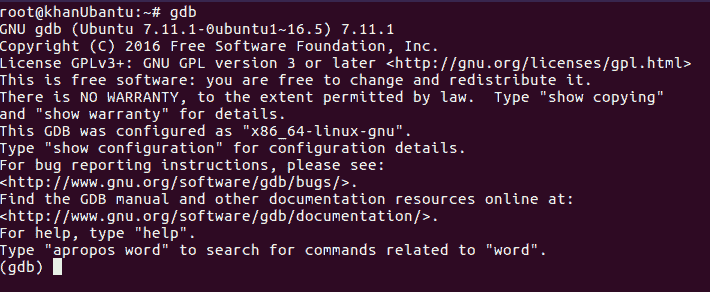 root@khanUbuntu:~# gdb
GNU gdb (Ubuntu 7.11.1-0ubuntu1~16.5) 7.11.1
Copyright (C) 2016 Free Software Foundation, Inc.
License GPLv3+: GNU GPL version 3 or later <http://gnu.org/licenses/gpl.html>
This is free software: you are free to change and redistribute it.
There is NO WARRANTY, to the extent permitted by law.  Type "show copying"
and "show warranty" for details.
This GDB was configured as "x86_64-linux-gnu".
Type "show configuration" for configuration details.
For bug reporting instructions, please see:
<http://www.gnu.org/software/gdb/bugs/>.
Find the GDB manual and other documentation resources online at:
<http://www.gnu.org/software/gdb/documentation/>.
For help, type "help".
Type "apropos word" to search for commands related to "word".
(gdb)